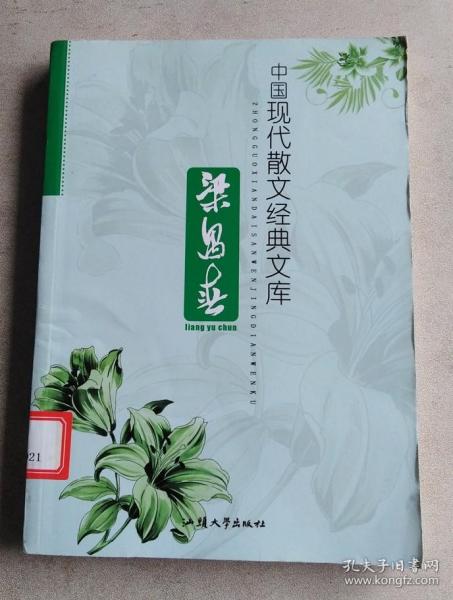 中国现代散文经典文库
ZHONGGUOXIANDAISANWENJINGDIANWENKU
梁遇春
liang yu chun
021
汕头大学出版社
孔夫子旧书网
www.kongfz.com